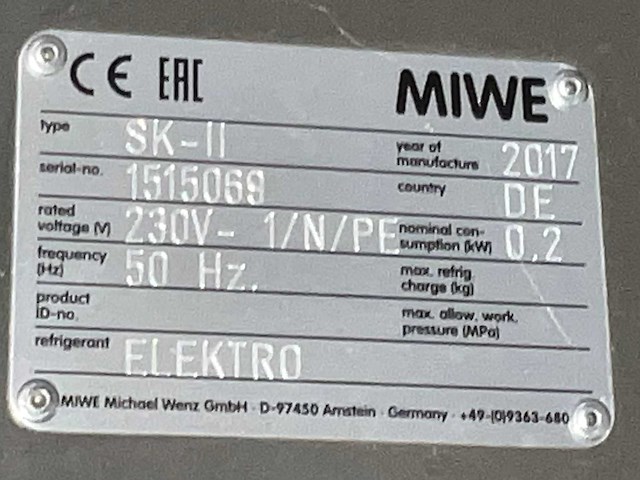 CE EAC MIWE
type SK-II year of manufacture 2017
serial-no. 1515069 country DE
rated voltage (V) 230V- 1/N/PE nominal con-sumption (kW) 0.2
frequency (Hz) 50 Hz. max. refrig. charge (kg)
product ID-no. max. allow. work. pressure (MPa)
refrigerant ELEKTRO
MIWE Michael Wenz GmbH · D-97450 Arnstein · Germany · +49-(0)9363-680